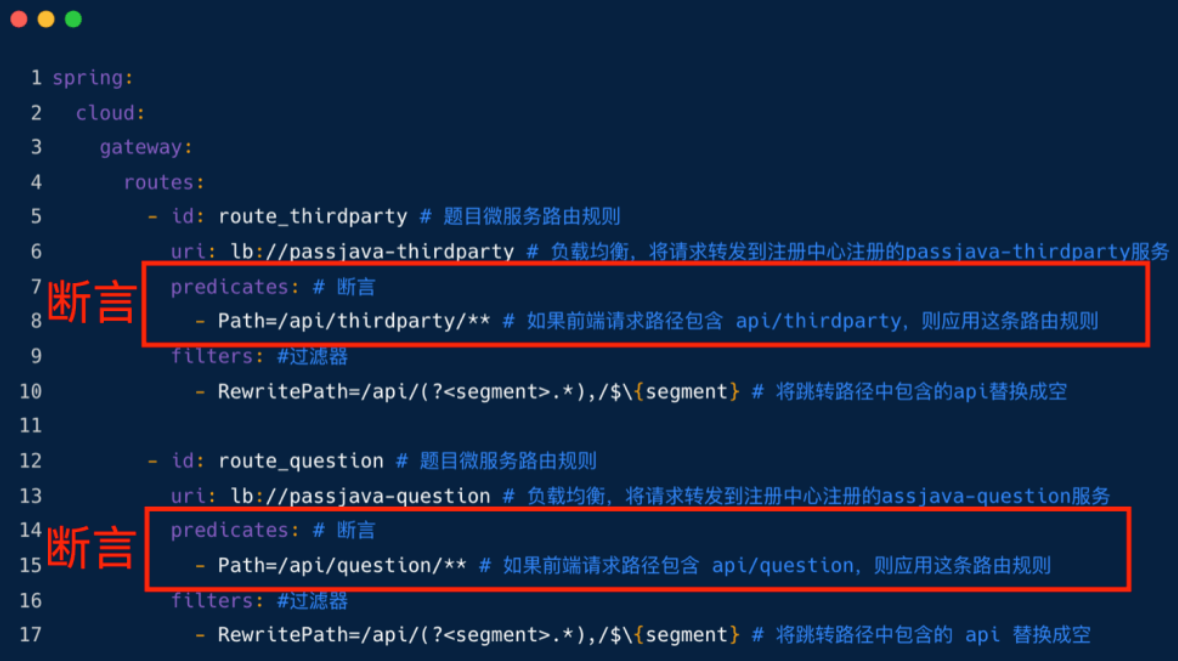 1 spring:
2 cloud:
3 gateway:
4 routes:
5 - id: route_thirdparty # 题目微服务路由规则
6 uri: lb://passjava-thirdparty # 负载均衡，将请求转发到注册中心注册的passjava-thirdparty服务
断言
7 predicates: # 断言
8 - Path=/api/thirdparty/** # 如果前端请求路径包含 api/thirdparty，则应用这条路由规则
9 filters: #过滤器
10 - RewritePath=/api/(?<segment>.*),/$\{segment} # 将跳转路径中包含的api替换成空
11
12 - id: route_question # 题目微服务路由规则
13 uri: lb://passjava-question # 负载均衡，将请求转发到注册中心注册的assjava-question服务
断言
14 predicates: # 断言
15 - Path=/api/question/** # 如果前端请求路径包含 api/question，则应用这条路由规则
16 filters: #过滤器
17 - RewritePath=/api/(?<segment>.*),/$\{segment} # 将跳转路径中包含的 api 替换成空